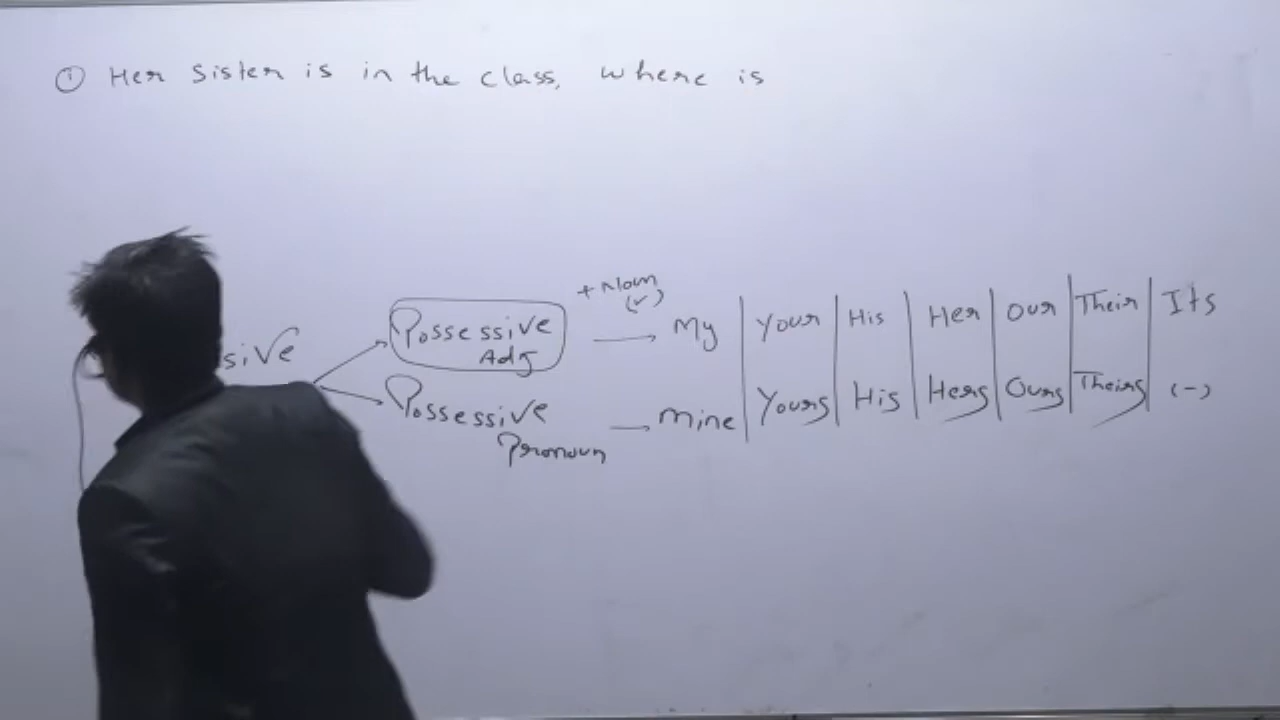 ① Her sister is in the class, where is
+ Noun
(✓)
Possessive Adj → My | Your | His | Her | Our | Their | Its
Possessive Pronoun → Mine | Yours | His | Hers | Ours | Theirs | (-)